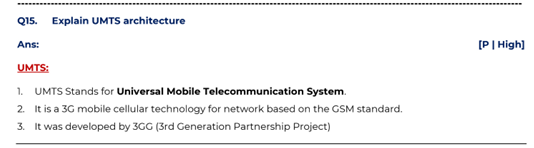 Q15. Explain UMTS architecture
Ans: [P | High]
UMTS:
1. UMTS Stands for Universal Mobile Telecommunication System.
2. It is a 3G mobile cellular technology for network based on the GSM standard.
3. It was developed by 3GG (3rd Generation Partnership Project)